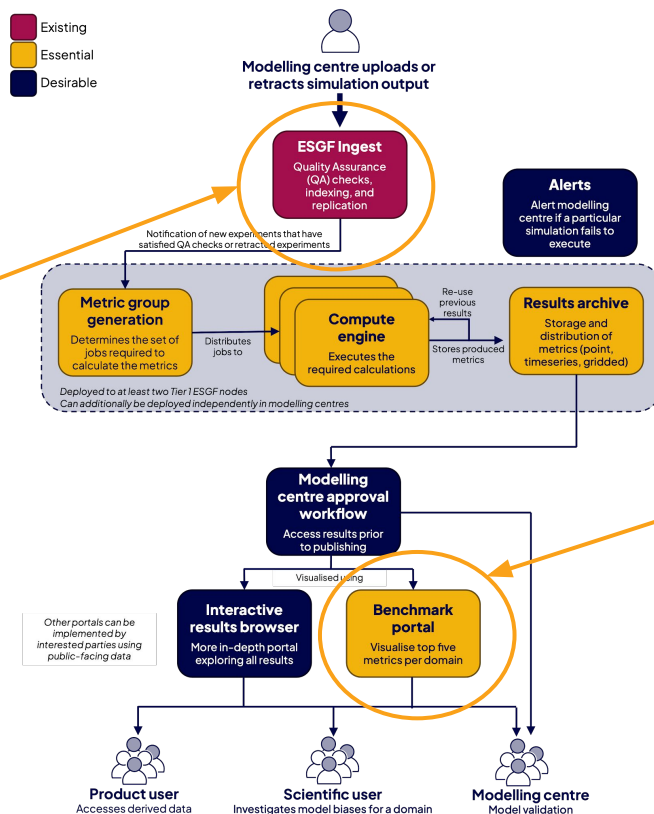 Existing
Essential
Desirable
Modelling centre uploads or
retracts simulation output
ESGF Ingest
Quality Assurance
(QA) checks,
indexing, and
replication
Alerts
Alert modelling
centre if a particular
simulation fails to
execute
Notification of new experiments that have
satisfied QA checks or retracted experiments
Metric group
generation
Determines the set of
jobs required to
calculate the metrics
Distributes
jobs to
Compute
engine
Executes the
required calculations
Re-use
previous
results
Stores produced
metrics
Results archive
Storage and
distribution of
metrics (point,
timeseries, gridded)
Deployed to at least two Tier 1 ESGF nodes
Can additionally be deployed independently in modelling centres
Modelling
centre approval
workflow
Access results prior
to publishing
Visualised using
Other portals can be
implemented by
interested parties using
public-facing data
Interactive
results browser
More in-depth portal
exploring all results
Benchmark
portal
Visualise top five
metrics per domain
Product user
Accesses derived data
Scientific user
Investigates model biases for a domain
Modelling centre
Model validation